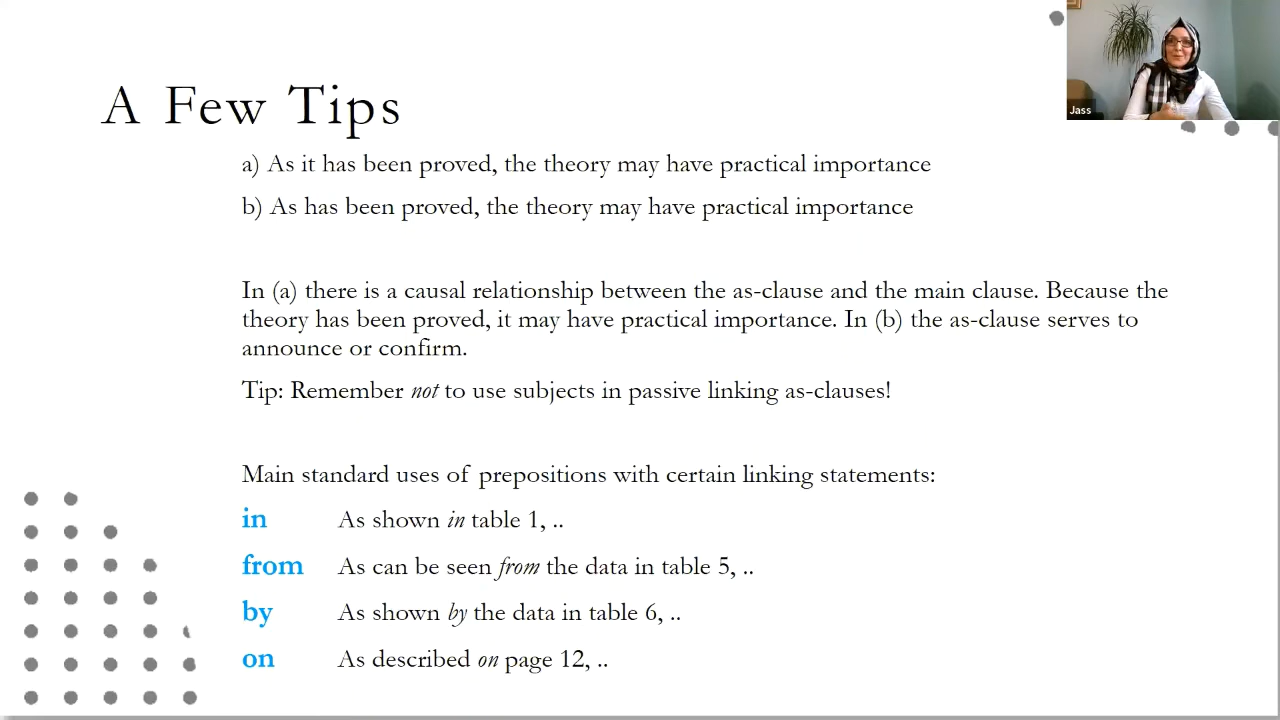 Jass
A Few Tips
a) As it has been proved, the theory may have practical importance
b) As has been proved, the theory may have practical importance
In (a) there is a causal relationship between the as-clause and the main clause. Because the
theory has been proved, it may have practical importance. In (b) the as-clause serves to
announce or confirm.
Tip: Remember not to use subjects in passive linking as-clauses!
Main standard uses of prepositions with certain linking statements:
in As shown in table 1, ..
from As can be seen from the data in table 5, ..
by As shown by the data in table 6, ..
on As described on page 12, ..